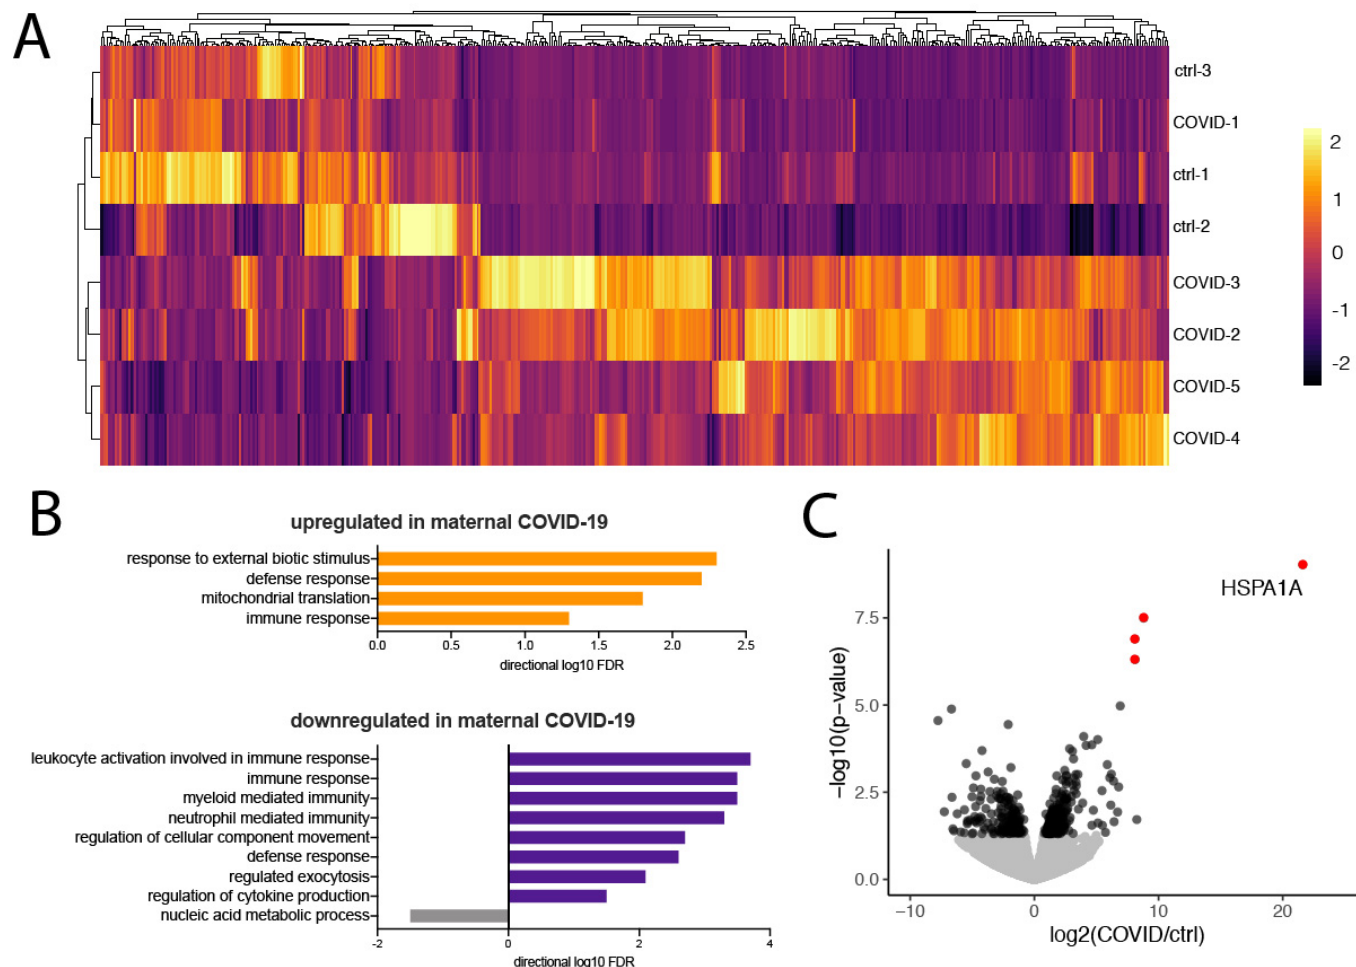 A
ctrl-3
COVID-1
ctrl-1
ctrl-2
COVID-3
COVID-2
COVID-5
COVID-4
2
1
0
-1
-2
B
upregulated in maternal COVID-19
response to external biotic stimulus
defense response
mitochondrial translation
immune response
0.0 0.5 1.0 1.5 2.0 2.5
directional log10 FDR
downregulated in maternal COVID-19
leukocyte activation involved in immune response
immune response
myeloid mediated immunity
neutrophil mediated immunity
regulation of cellular component movement
defense response
regulated exocytosis
regulation of cytokine production
nucleic acid metabolic process
-2 0 2 4
directional log10 FDR
C
HSPA1A
7.5
5.0
2.5
0.0
−log10(p−value)
−10 0 10 20
log2(COVID/ctrl)